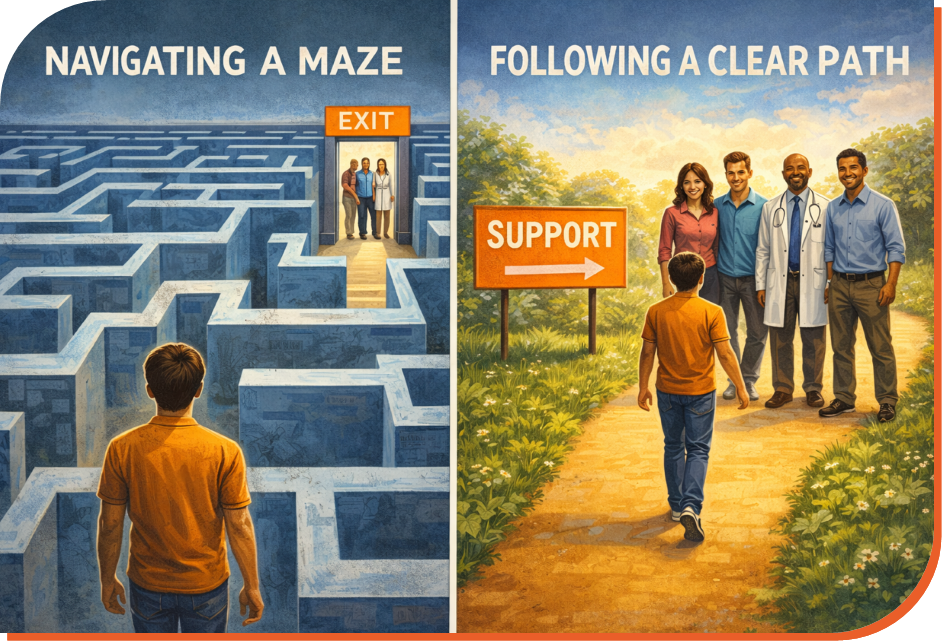 NAVIGATING A MAZE
EXIT
FOLLOWING A CLEAR PATH
SUPPORT